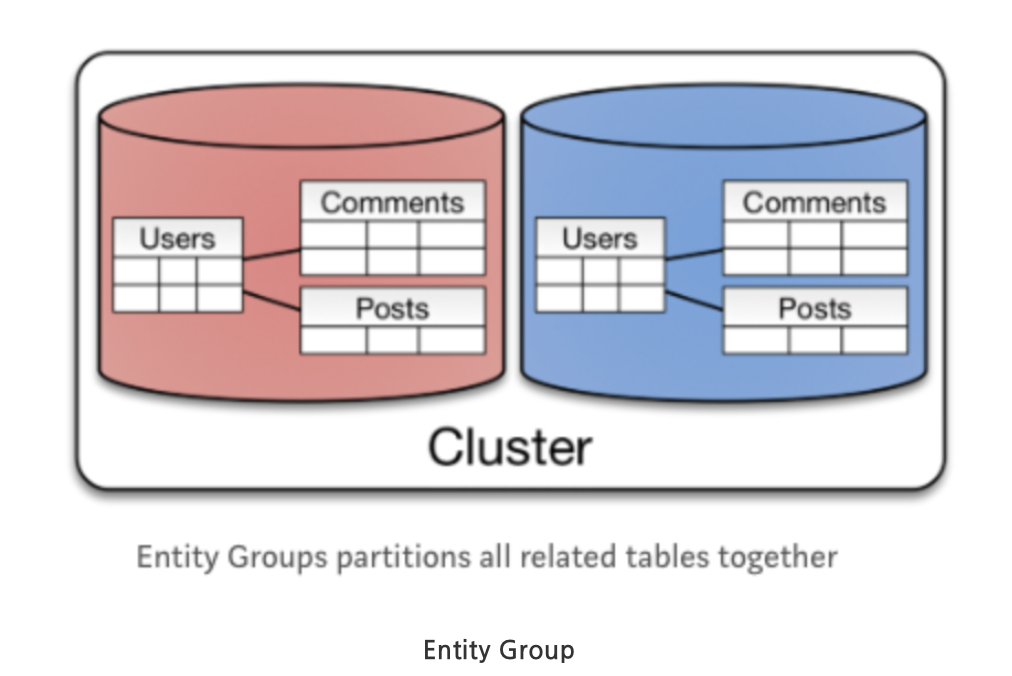 Comments
Users
Posts
Comments
Users
Posts
Cluster
Entity Groups partitions all related tables together
Entity Group